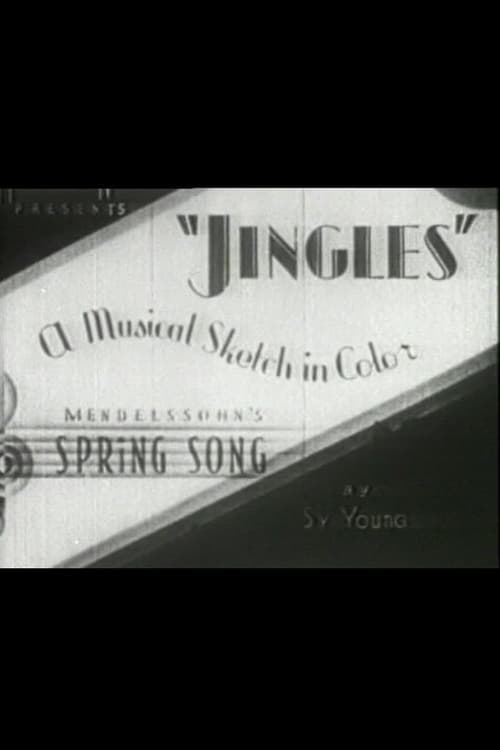 PRESENTS
"JINGLES"
A Musical Sketch in Color
MENDELSSOHN'S
SPRING SONG
BY
SY YOUNG